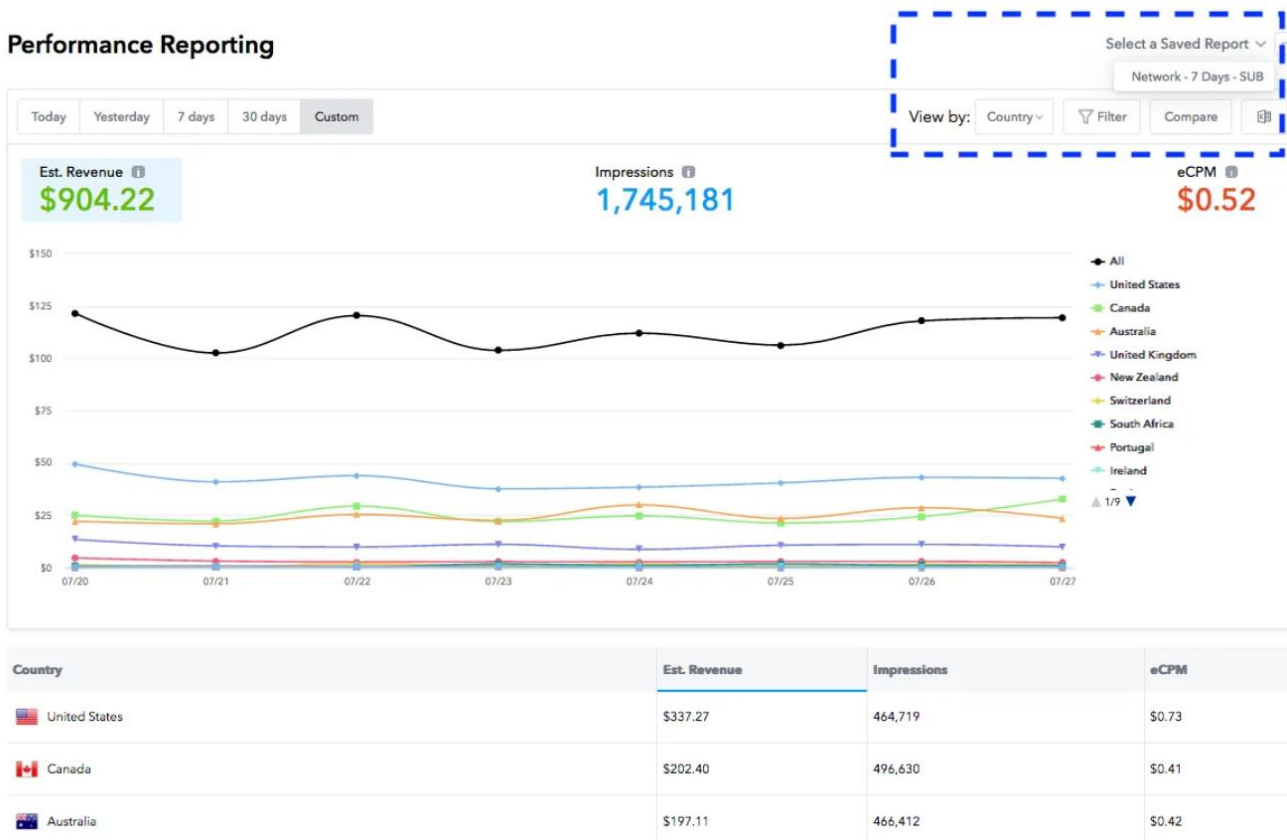 Performance Reporting
Select a Saved Report
Network - 7 Days - SUB
Today Yesterday 7 days 30 days Custom
View by: Country Filter Compare
Est. Revenue Impressions eCPM
$904.22 1,745,181 $0.52
$150
$125
$100
$75
$50
$25
$0
07/20 07/21 07/22 07/23 07/24 07/25 07/26 07/27
All
United States
Canada
Australia
United Kingdom
New Zealand
Switzerland
South Africa
Portugal
Ireland
1/9
Country Est. Revenue Impressions eCPM
United States $337.27 464,719 $0.73
Canada $202.40 496,630 $0.41
Australia $197.11 466,412 $0.42